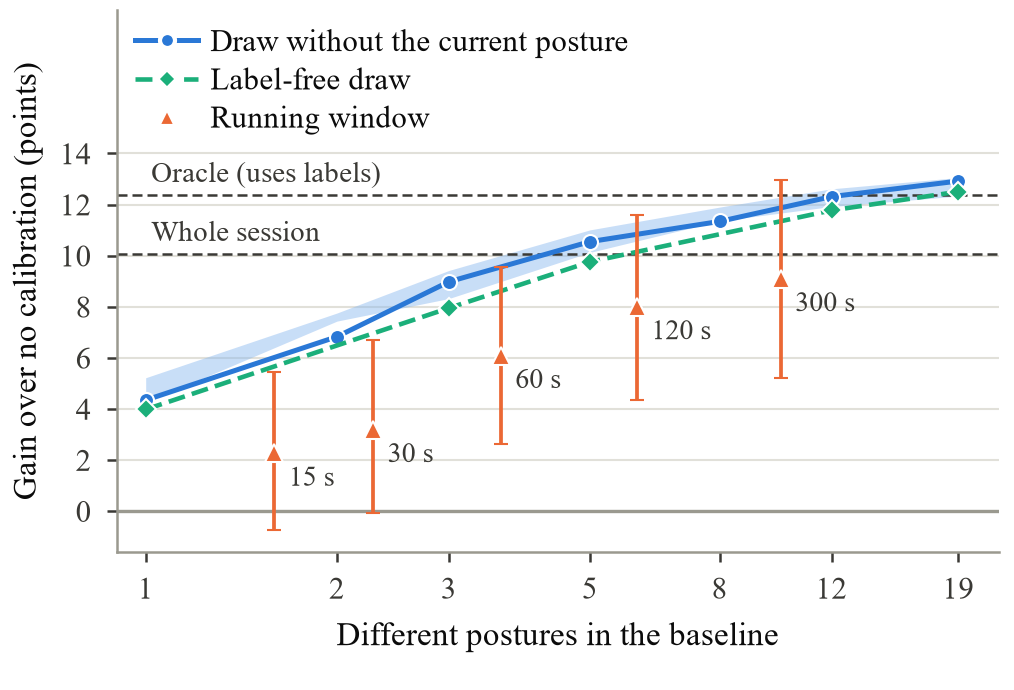 Draw without the current posture
Label-free draw
Running window
Gain over no calibration (points)
14
12
10
8
6
4
2
0
Oracle (uses labels)
Whole session
15 s
30 s
60 s
120 s
300 s
1 2 3 5 8 12 19
Different postures in the baseline